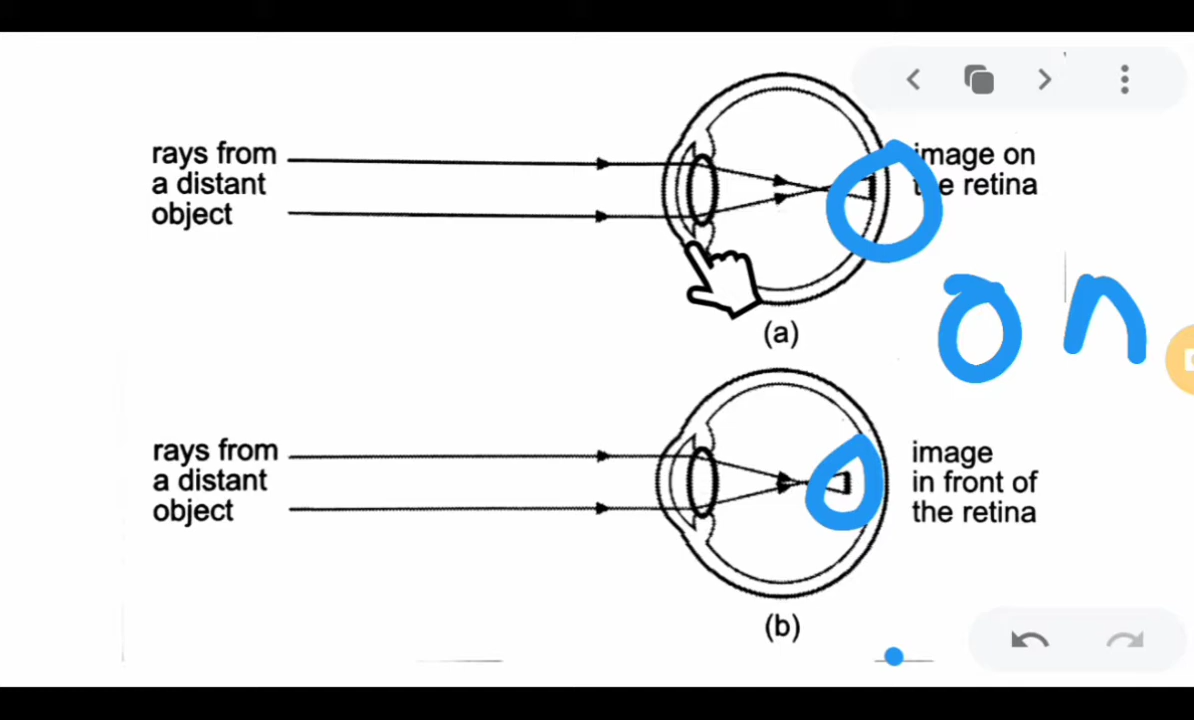 rays from
a distant
object
image on
the retina
on
(a)
rays from
a distant
object
image
in front of
the retina
(b)